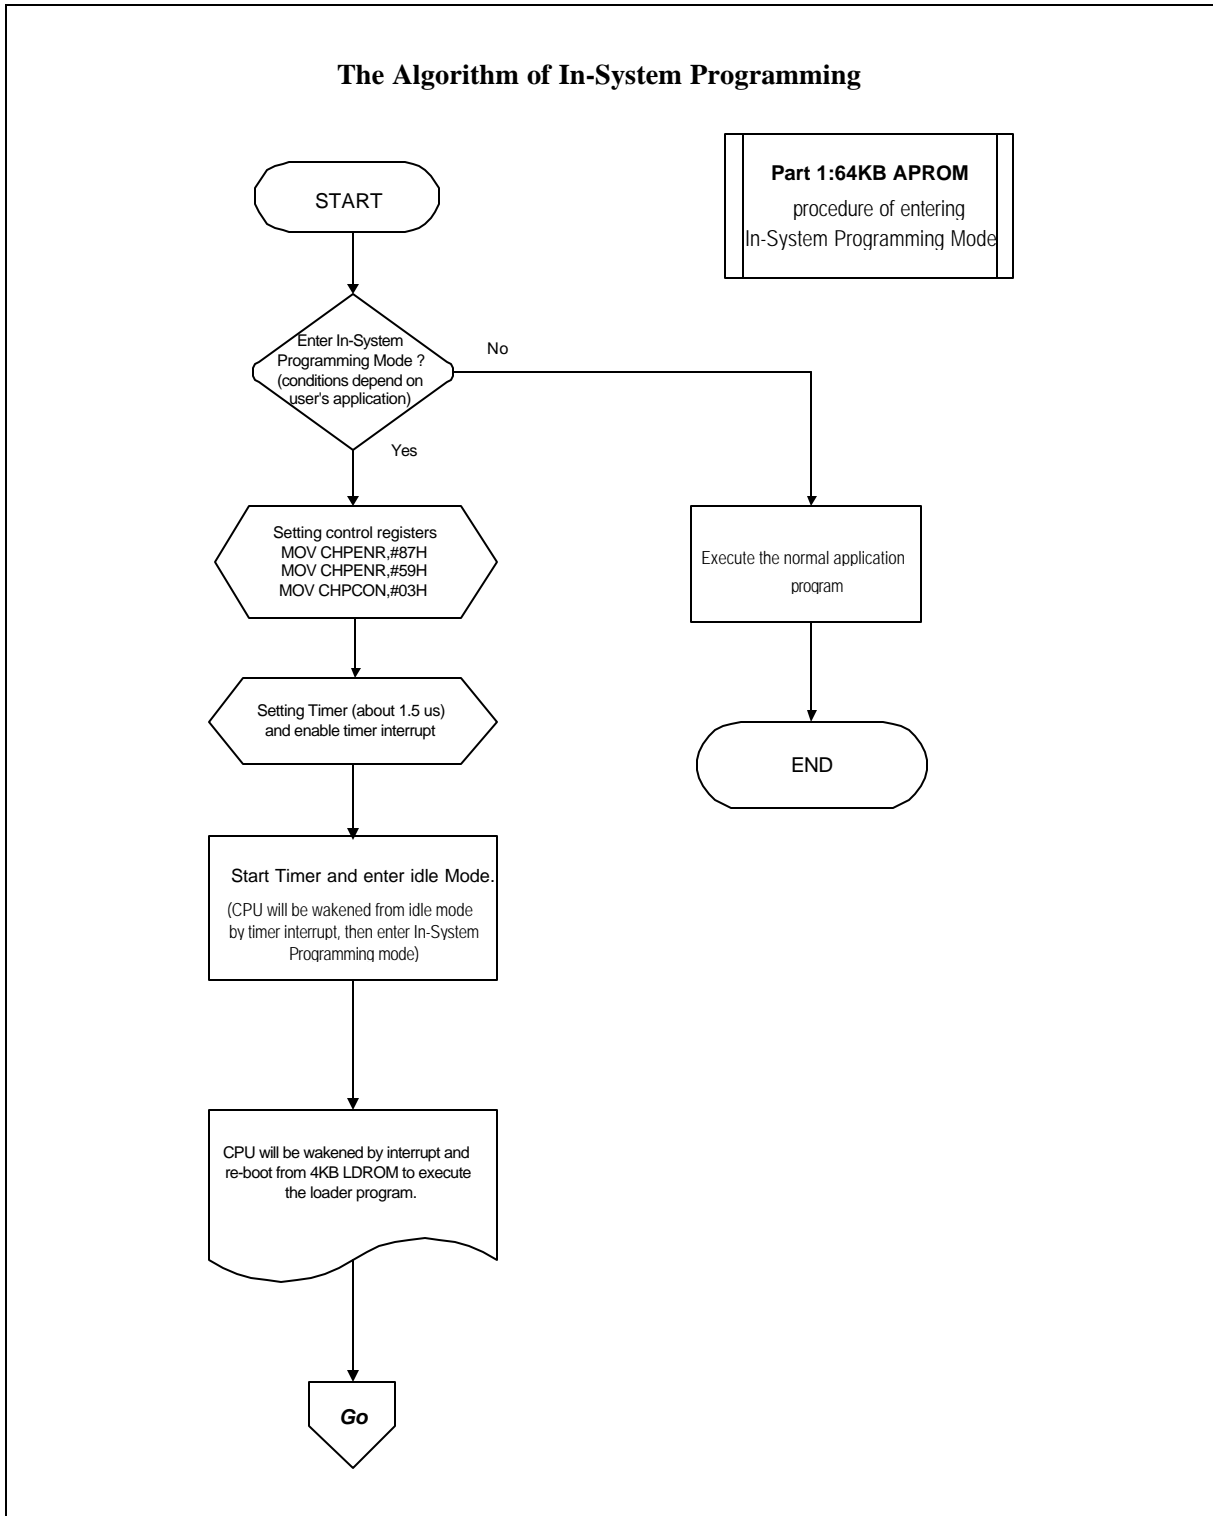 The Algorithm of In-System Programming
Part 1:64KB APROM
procedure of entering
In-System Programming Mode
START
Enter In-System
Programming Mode ?
(conditions depend on
user's application)
No
Yes
Setting control registers
MOV CHPENR,#87H
MOV CHPENR,#59H
MOV CHPCON,#03H
Execute the normal application
program
Setting Timer (about 1.5 us)
and enable timer interrupt
END
Start Timer and enter idle Mode.
(CPU will be wakened from idle mode
by timer interrupt, then enter In-System
Programming mode)
CPU will be wakened by interrupt and
re-boot from 4KB LDROM to execute
the loader program.
Go